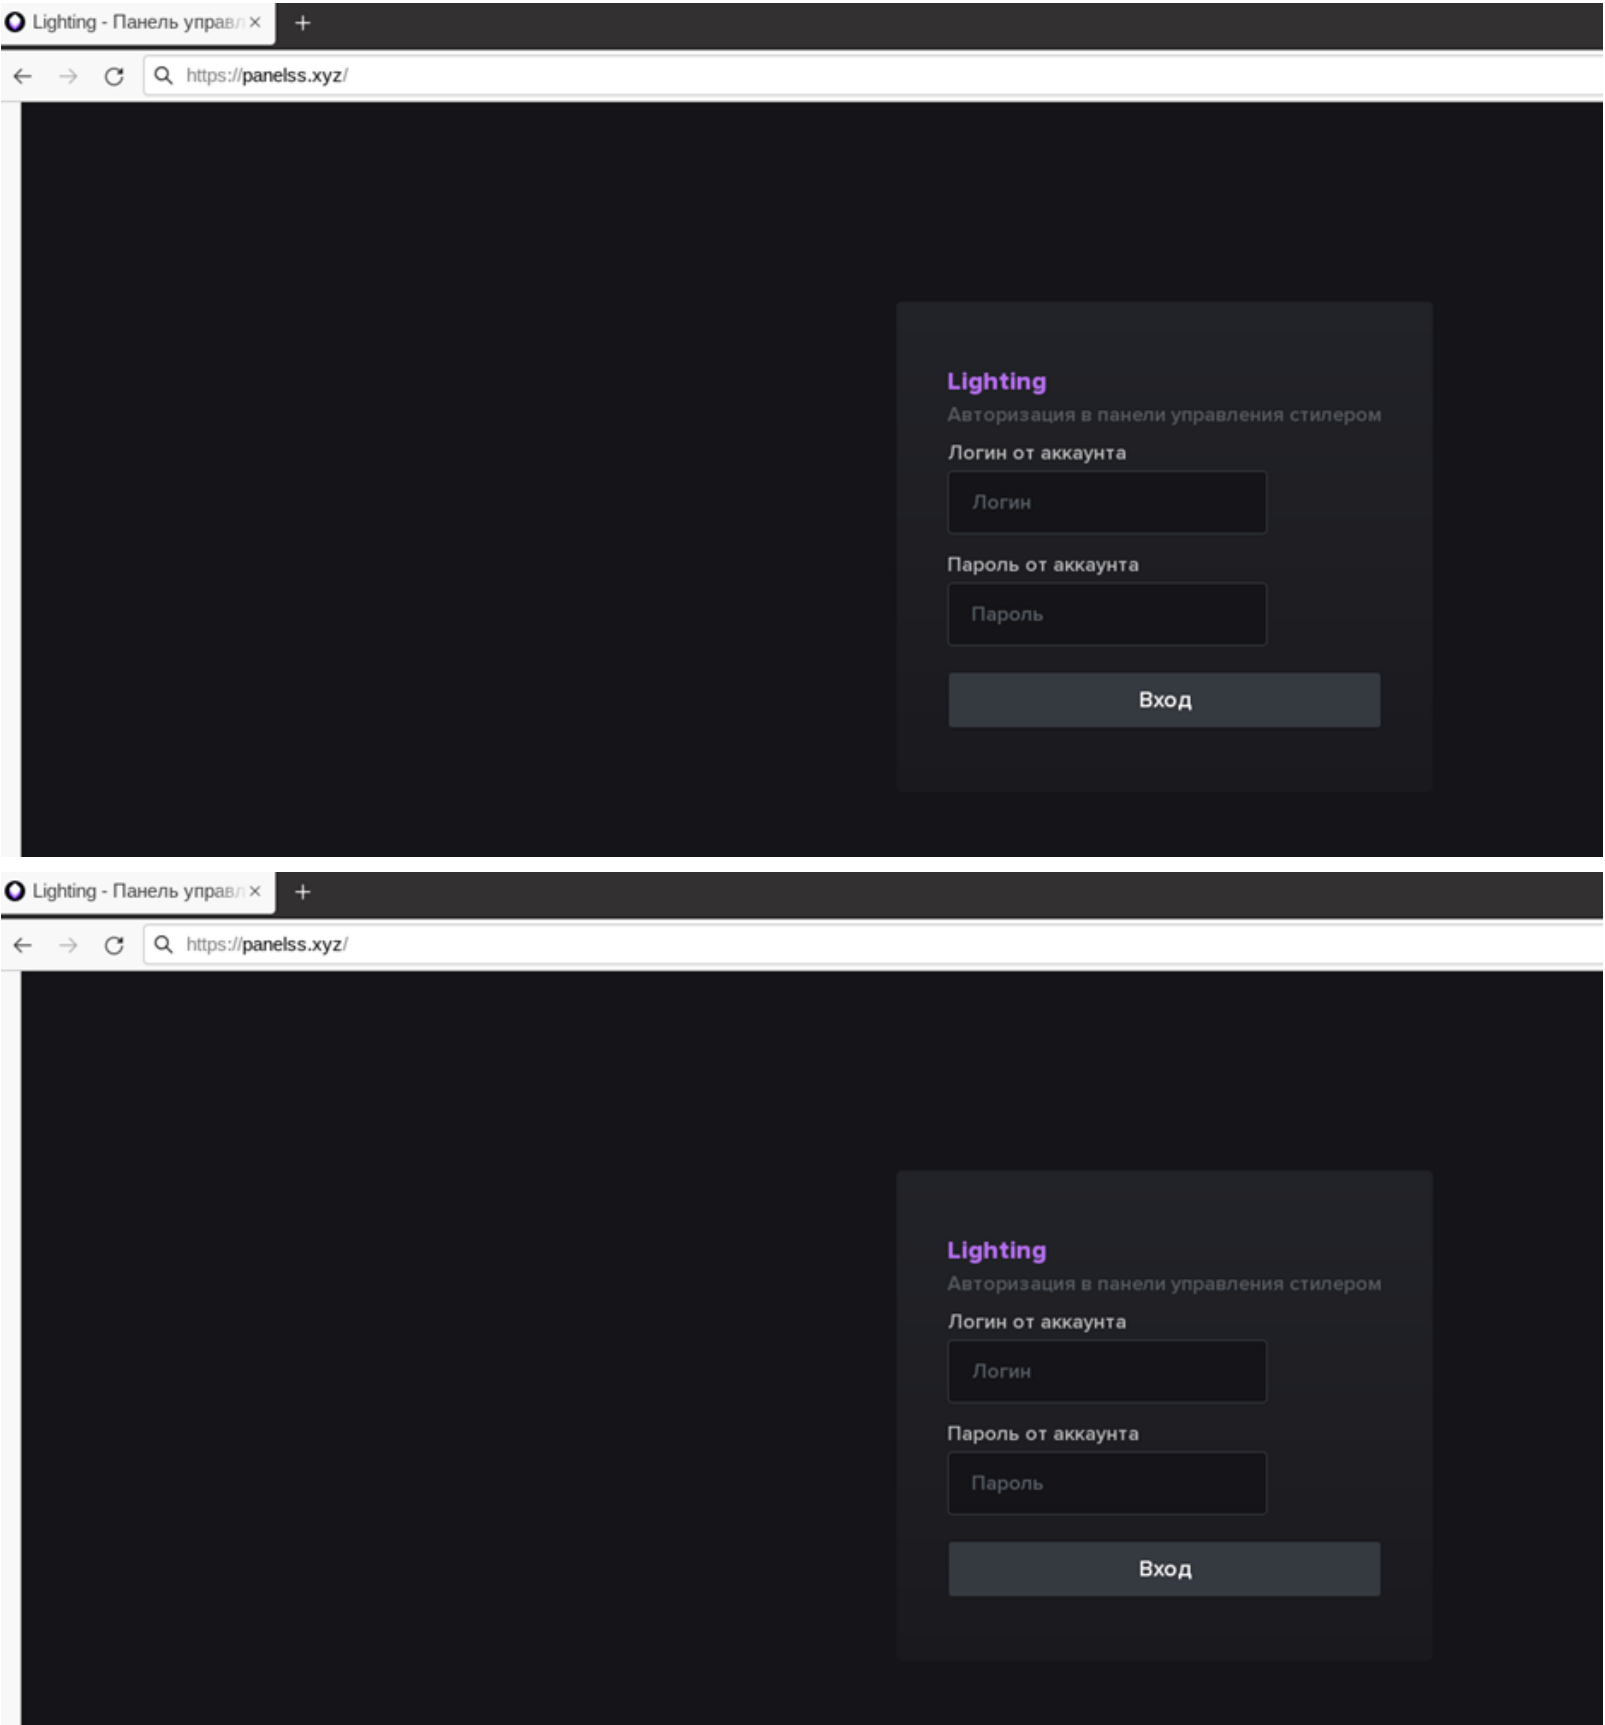 Lighting - Панель управл
https://panelss.xyz/
Lighting
Авторизация в панели управления стилером
Логин от аккаунта
Логин
Пароль от аккаунта
Пароль
Вход
Lighting - Панель управл
https://panelss.xyz/
Lighting
Авторизация в панели управления стилером
Логин от аккаунта
Логин
Пароль от аккаунта
Пароль
Вход